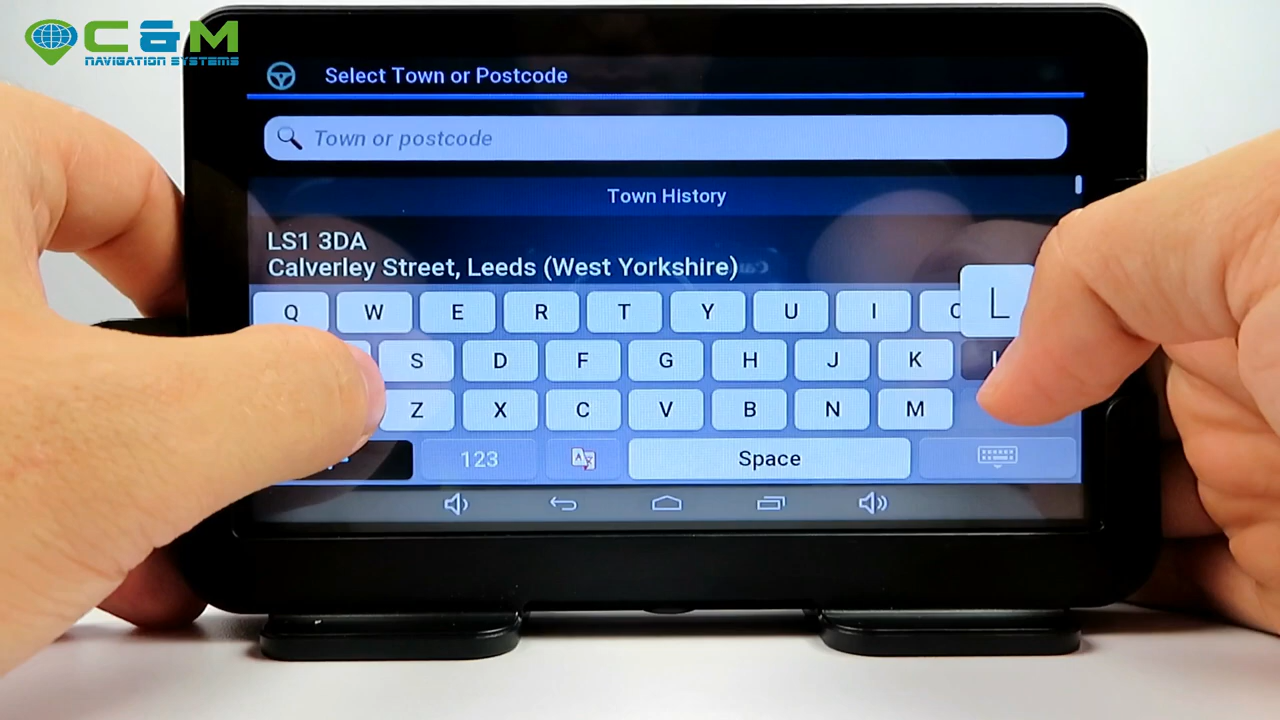 C & M
NAVIGATION SYSTEMS
Select Town or Postcode
Town or postcode
Town History
LS1 3DA
Calverley Street, Leeds (West Yorkshire)
Q W E R T Y U I
L
S D F G H J K
Z X C V B N M
123 Space